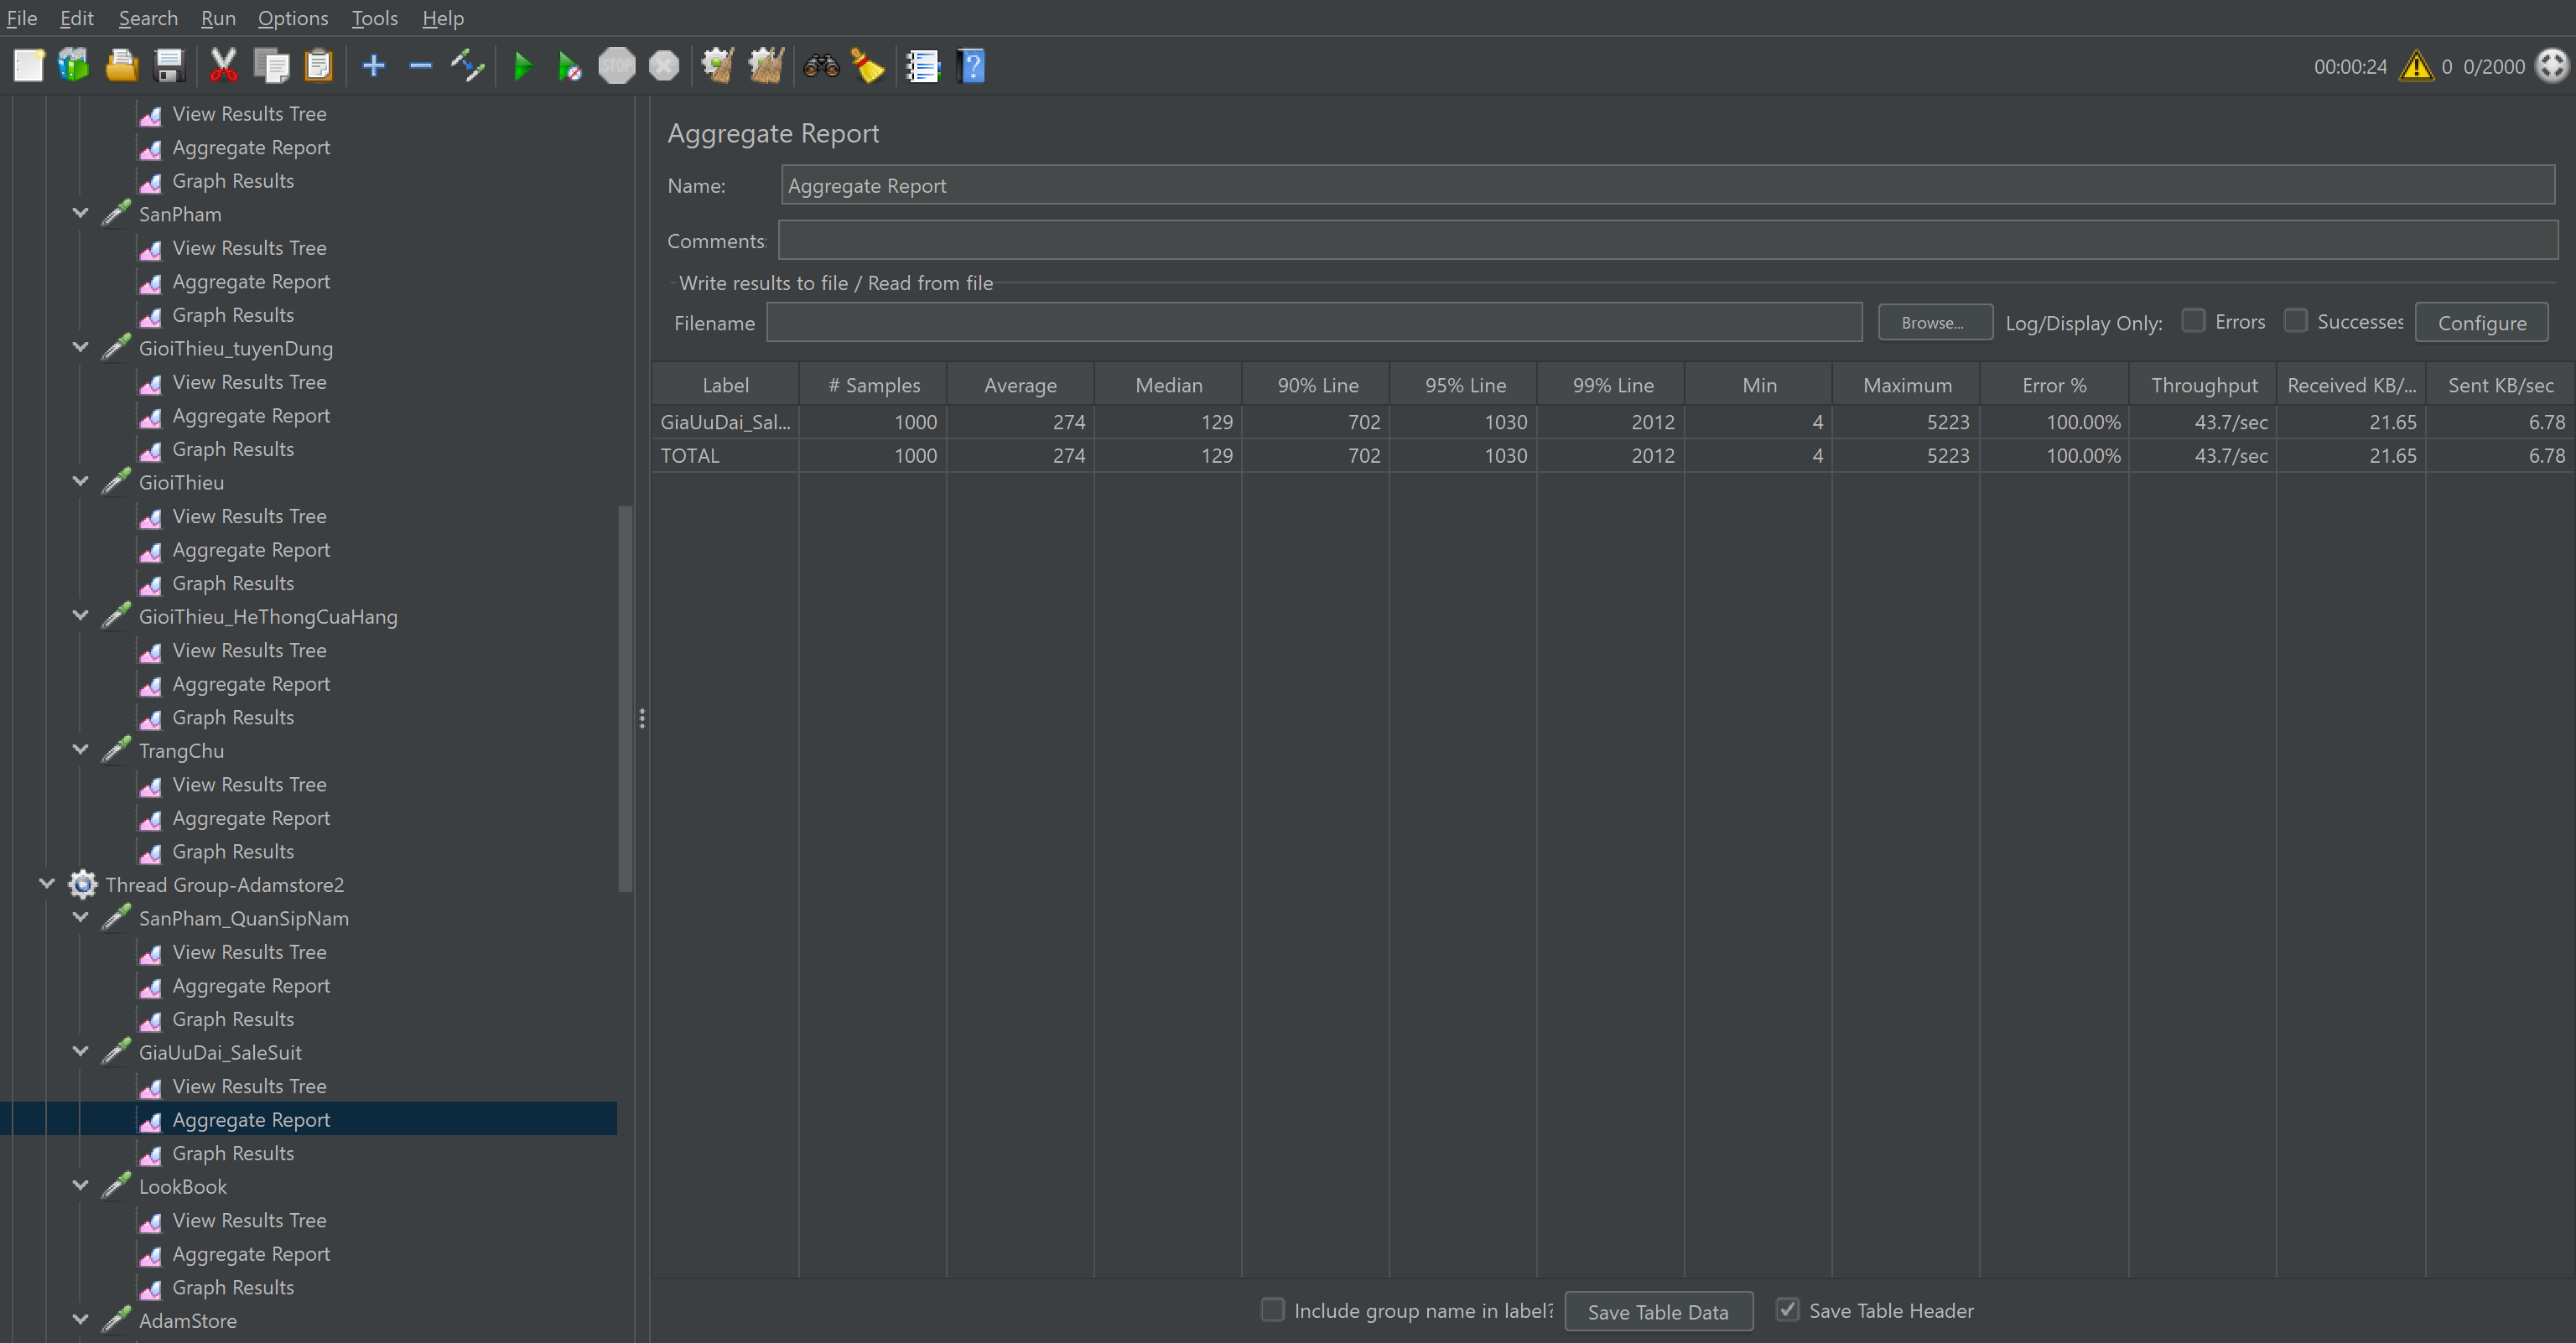 File Edit Search Run Options Tools Help
STOP
00:00:24 0 0/2000
View Results Tree
Aggregate Report
Graph Results
SanPham
View Results Tree
Aggregate Report
Graph Results
GioiThieu_tuyenDung
View Results Tree
Aggregate Report
Graph Results
GioiThieu
View Results Tree
Aggregate Report
Graph Results
GioiThieu_HeThongCuaHang
View Results Tree
Aggregate Report
Graph Results
TrangChu
View Results Tree
Aggregate Report
Graph Results
Thread Group-Adamstore2
SanPham_QuanSipNam
View Results Tree
Aggregate Report
Graph Results
GiaUuDai_SaleSuit
View Results Tree
Aggregate Report
Graph Results
LookBook
View Results Tree
Aggregate Report
Graph Results
AdamStore
Aggregate Report
Name: Aggregate Report
Comments:
Write results to file / Read from file
Filename Browse... Log/Display Only: Errors Successes Configure
Label # Samples Average Median 90% Line 95% Line 99% Line Min Maximum Error % Throughput Received KB/... Sent KB/sec
GiaUuDai_Sal... 1000 274 129 702 1030 2012 4 5223 100.00% 43.7/sec 21.65 6.78
TOTAL 1000 274 129 702 1030 2012 4 5223 100.00% 43.7/sec 21.65 6.78
Include group name in label? Save Table Data Save Table Header